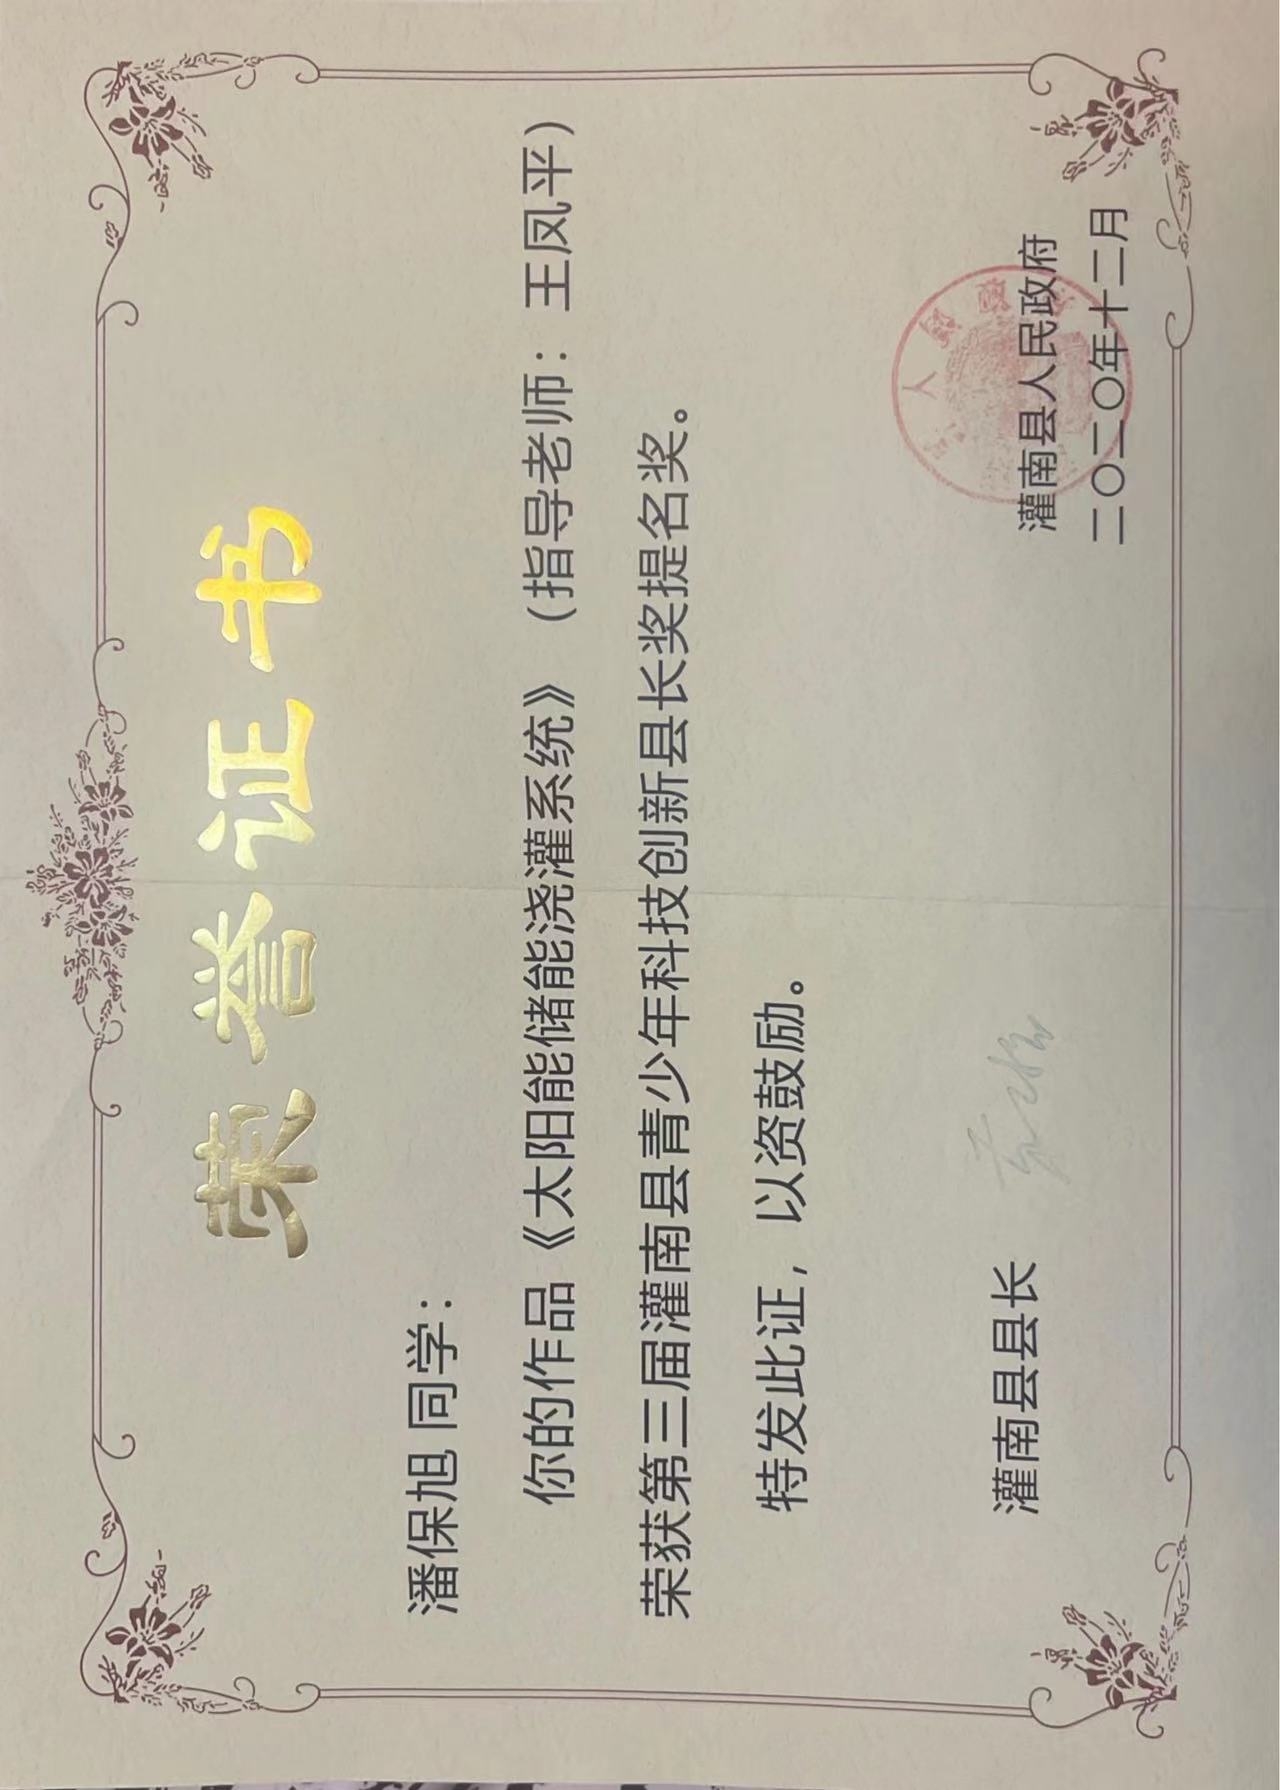 荣誉证书
潘保旭 同学：
你的作品《太阳能储能浇灌系统》（指导老师：王凤平）
荣获第三届灌南县青少年科技创新县长奖提名奖。
特发此证，以资鼓励。
灌南县县长
灌南县人民政府
二〇二〇年十二月